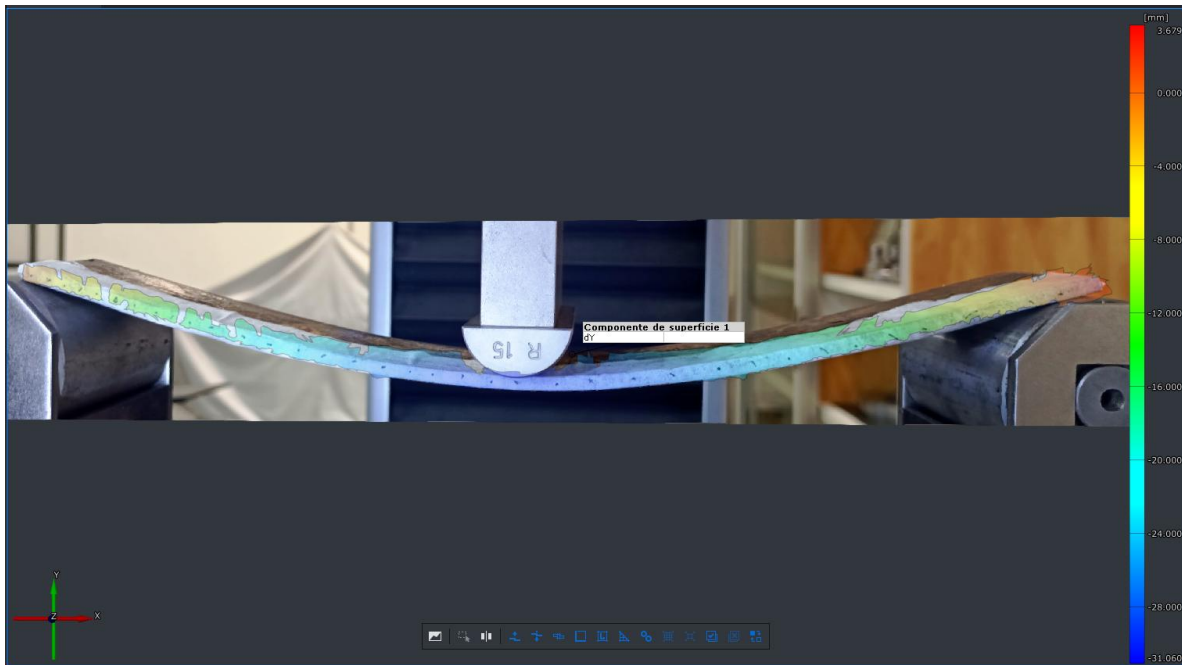 [mm]
3.679
0.000
-4.000
-8.000
-12.000
-16.000
-20.000
-24.000
-28.000
-31.060
R 15
Componente de superficie 1
dY
Y
Z
X